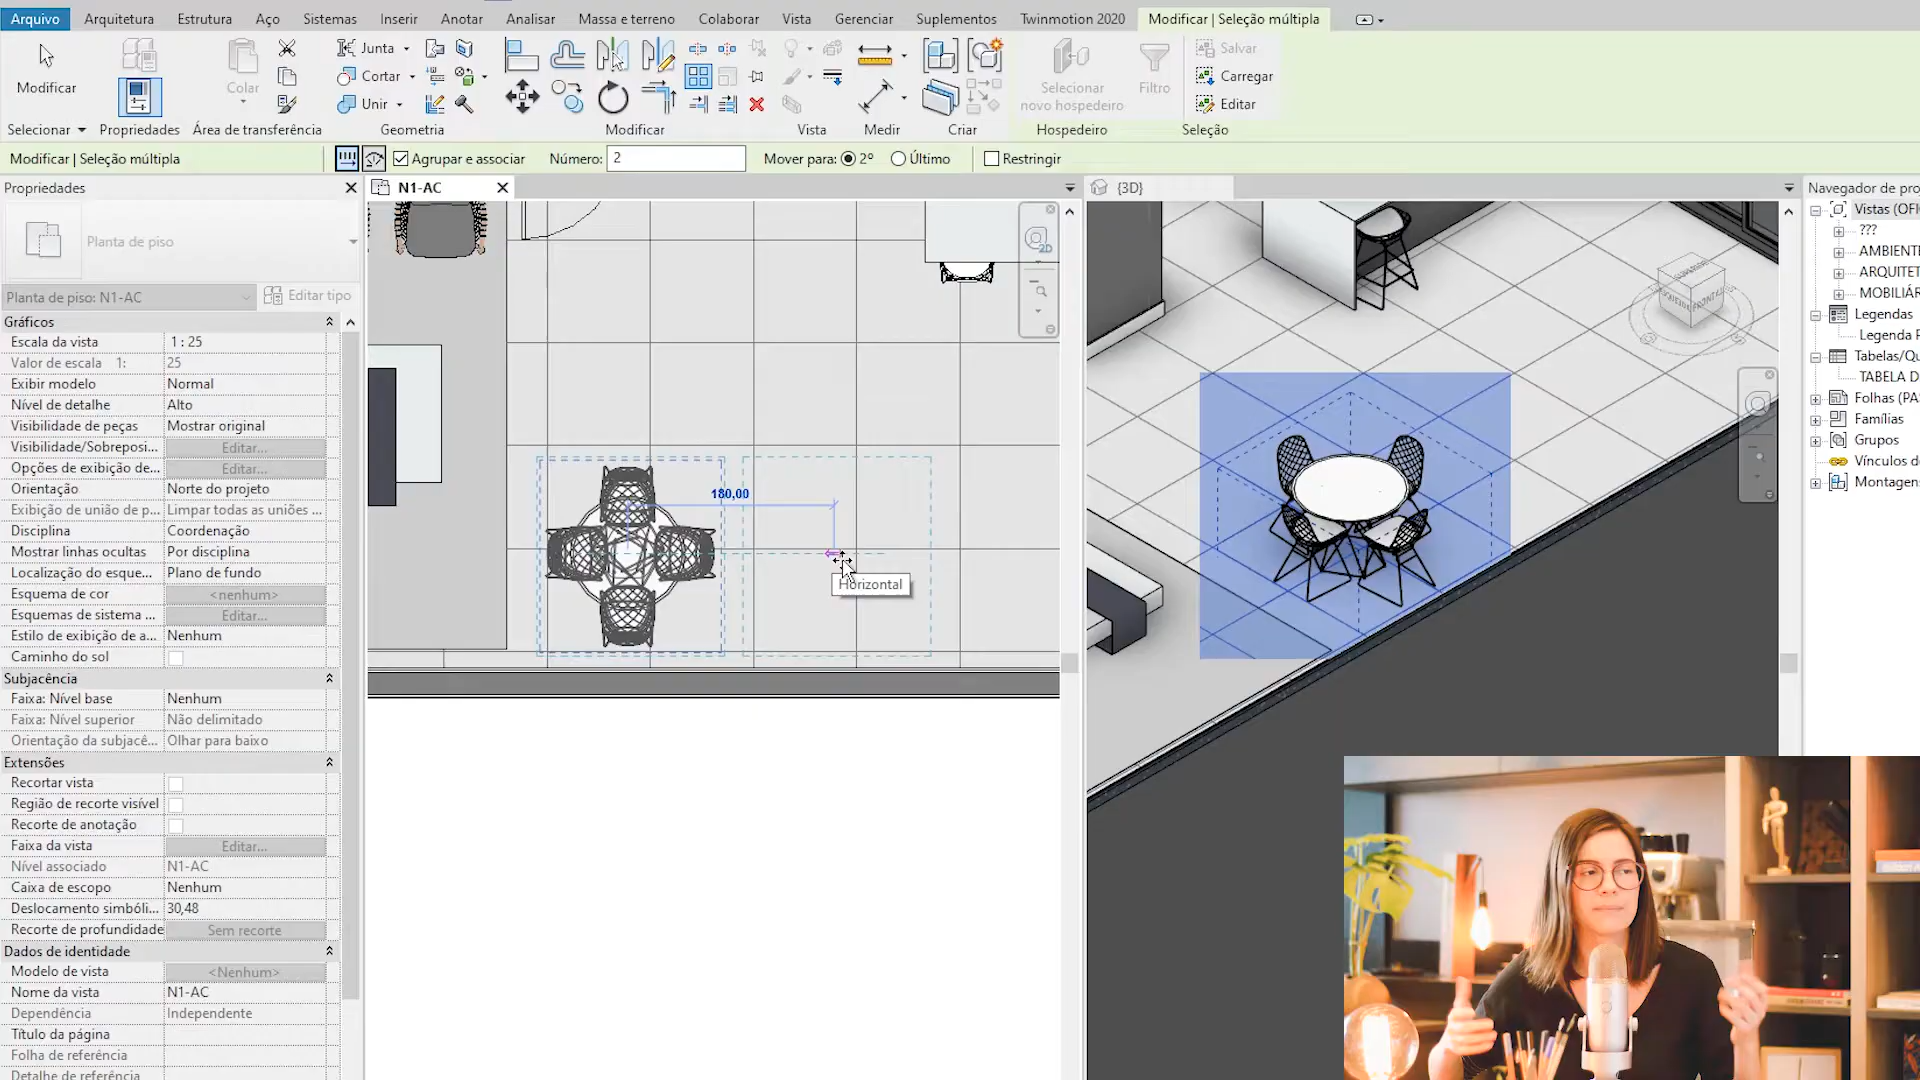 Arquivo Arquitetura Estrutura Aço Sistemas Inserir Anotar Analisar Massa e terreno Colaborar Vista Gerenciar Suplementos Twinmotion 2020 Modificar | Seleção múltipla
Modificar
Colar
Junta
Cortar
Unir
Selecionar
novo hospedeiro
Filtro
Salvar
Carregar
Editar
Selecionar Propriedades Área de transferência Geometria Modificar Vista Medir Criar Hospedeiro Seleção
Modificar | Seleção múltipla Agrupar e associar Número: 2 Mover para: 2º Último Restringir
Propriedades
N1-AC
{3D}
Navegador de pro
Planta de piso
Planta de piso: N1-AC Editar tipo
Gráficos
Escala da vista 1 : 25
Valor de escala 1: 25
Exibir modelo Normal
Nível de detalhe Alto
Visibilidade de peças Mostrar original
Visibilidade/Sobreposi... Editar...
Opções de exibição de... Editar...
Orientação Norte do projeto
Exibição de união de p... Limpar todas as uniões ...
Disciplina Coordenação
Mostrar linhas ocultas Por disciplina
Localização do esque... Plano de fundo
Esquema de cor <nenhum>
Esquemas de sistema ... Editar...
Estilo de exibição de a... Nenhum
Caminho do sol
Subjacência
Faixa: Nível base Nenhum
Faixa: Nível superior Não delimitado
Orientação da subjacê... Olhar para baixo
Extensões
Recortar vista
Região de recorte visível
Recorte de anotação
Faixa da vista Editar...
Nível associado N1-AC
Caixa de escopo Nenhum
Deslocamento simbóli... 30,48
Recorte de profundidade Sem recorte
Dados de identidade
Modelo de vista <Nenhum>
Nome da vista N1-AC
Dependência Independente
Título da página
Folha de referência
Detalhe de referência
2D
180,00
Horizontal
Vistas (OFI
???
AMBIENTE
ARQUITET
MOBILIÁR
Legendas
Legenda P
Tabelas/Qu
TABELA D
Folhas (PA
Famílias
Grupos
Vínculos d
Montagens